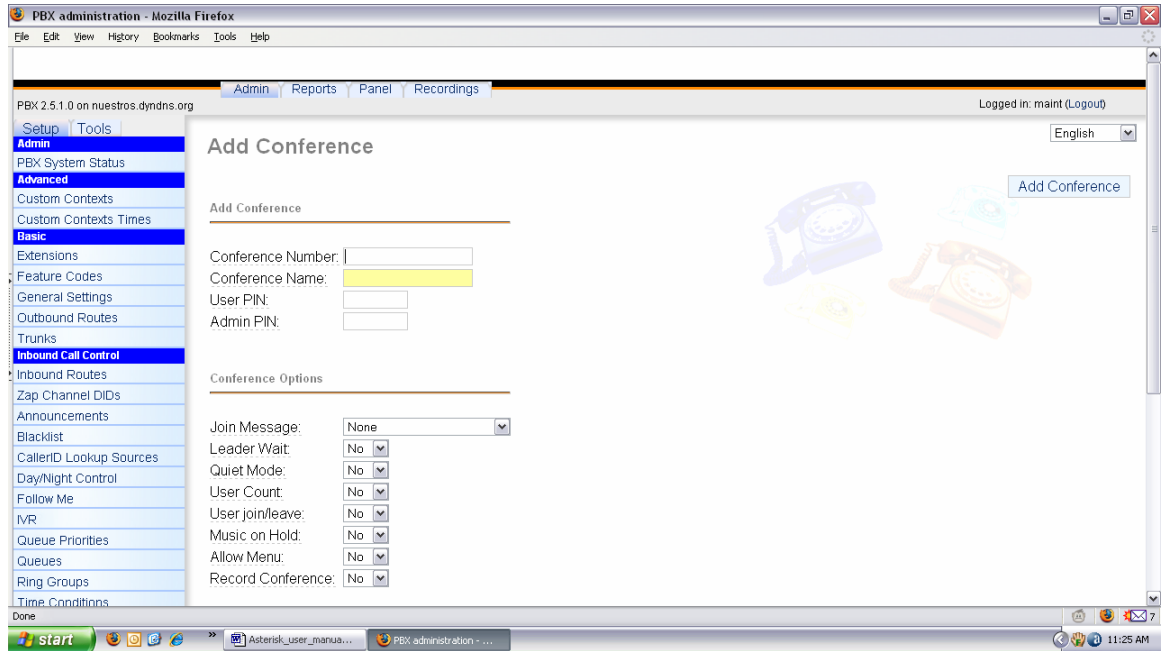 PBX administration - Mozilla Firefox
File Edit View History Bookmarks Tools Help
Admin Reports Panel Recordings
PBX 2.5.1.0 on nuestros.dyndns.org
Logged in: maint (Logout)
Setup Tools
English
Admin
PBX System Status
Advanced
Custom Contexts
Custom Contexts Times
Basic
Extensions
Feature Codes
General Settings
Outbound Routes
Trunks
Inbound Call Control
Inbound Routes
Zap Channel DIDs
Announcements
Blacklist
CallerID Lookup Sources
Day/Night Control
Follow Me
IVR
Queue Priorities
Queues
Ring Groups
Time Conditions
Add Conference
Add Conference
Add Conference
Conference Number:
Conference Name:
User PIN:
Admin PIN:
Conference Options
Join Message: None
Leader Wait: No
Quiet Mode: No
User Count: No
User join/leave: No
Music on Hold: No
Allow Menu: No
Record Conference: No
Done
7
start
Asterisk_user_manua...
PBX administration - ...
11:25 AM